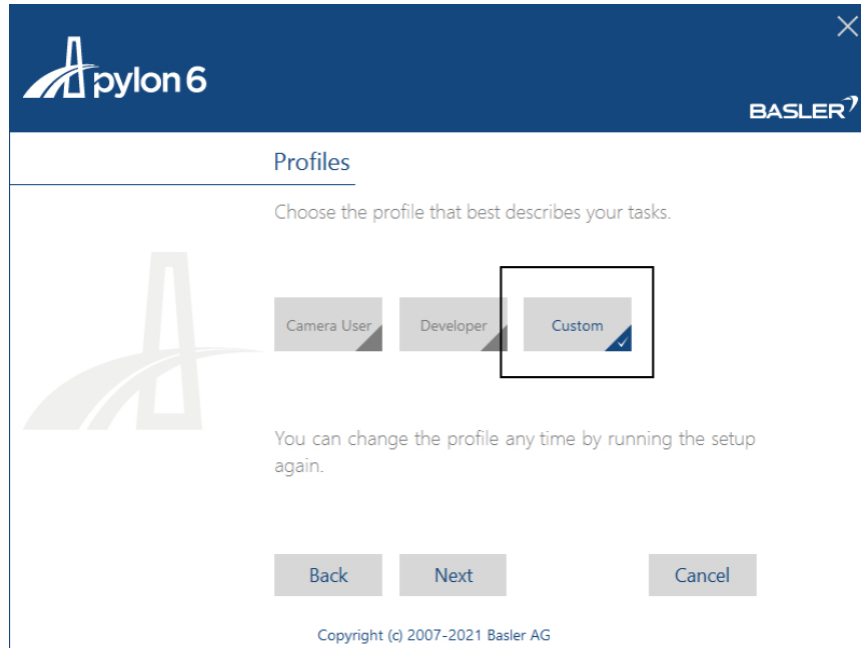 pylon 6
BASLER
Profiles
Choose the profile that best describes your tasks.
Camera User
Developer
Custom
You can change the profile any time by running the setup
again.
Back
Next
Cancel
Copyright (c) 2007-2021 Basler AG